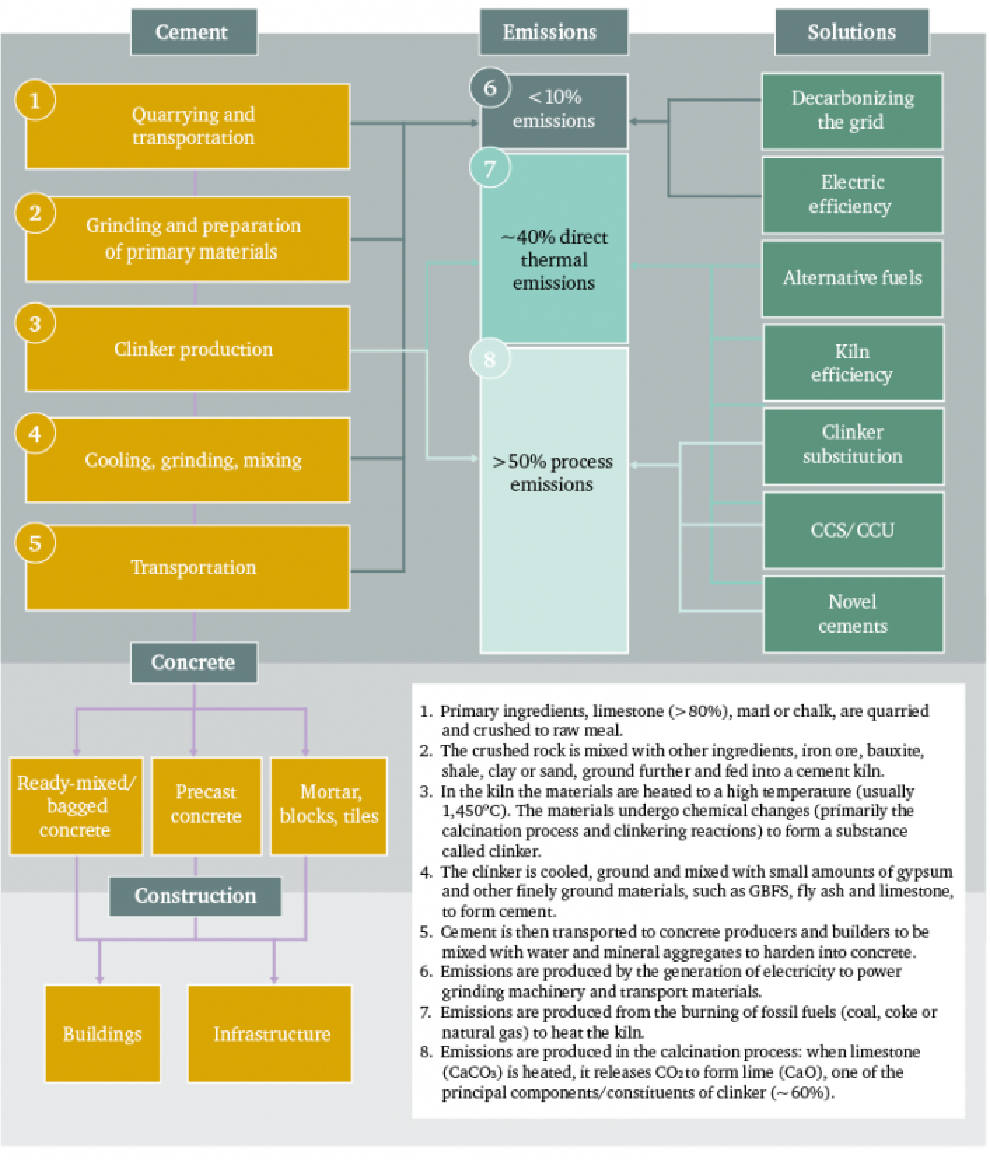 Cement
Emissions
Solutions
1
Quarrying and
transportation
2
Grinding and preparation
of primary materials
3
Clinker production
4
Cooling, grinding, mixing
5
Transportation
6
<10%
emissions
7
~40% direct
thermal
emissions
8
>50% process
emissions
Decarbonizing
the grid
Electric
efficiency
Alternative fuels
Kiln
efficiency
Clinker
substitution
CCS/CCU
Novel
cements
Concrete
Ready-mixed/
bagged
concrete
Precast
concrete
Mortar,
blocks, tiles
Construction
Buildings
Infrastructure
1. Primary ingredients, limestone (>80%), marl or chalk, are quarried
and crushed to raw meal.
2. The crushed rock is mixed with other ingredients, iron ore, bauxite,
shale, clay or sand, ground further and fed into a cement kiln.
3. In the kiln the materials are heated to a high temperature (usually
1,450°C). The materials undergo chemical changes (primarily the
calcination process and clinkering reactions) to form a substance
called clinker.
4. The clinker is cooled, ground and mixed with small amounts of gypsum
and other finely ground materials, such as GBFS, fly ash and limestone,
to form cement.
5. Cement is then transported to concrete producers and builders to be
mixed with water and mineral aggregates to harden into concrete.
6. Emissions are produced by the generation of electricity to power
grinding machinery and transport materials.
7. Emissions are produced from the burning of fossil fuels (coal, coke or
natural gas) to heat the kiln.
8. Emissions are produced in the calcination process: when limestone
(CaCO₃) is heated, it releases CO₂ to form lime (CaO), one of the
principal components/constituents of clinker (~60%).